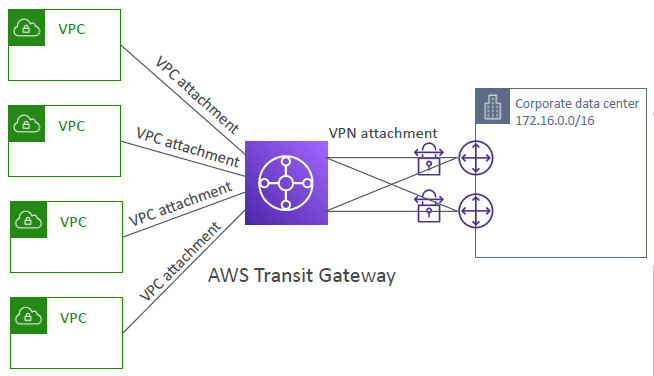 VPC
VPC attachment
VPC
VPC attachment
VPC
VPC attachment
VPC
VPC attachment
AWS Transit Gateway
VPN attachment
Corporate data center
172.16.0.0/16